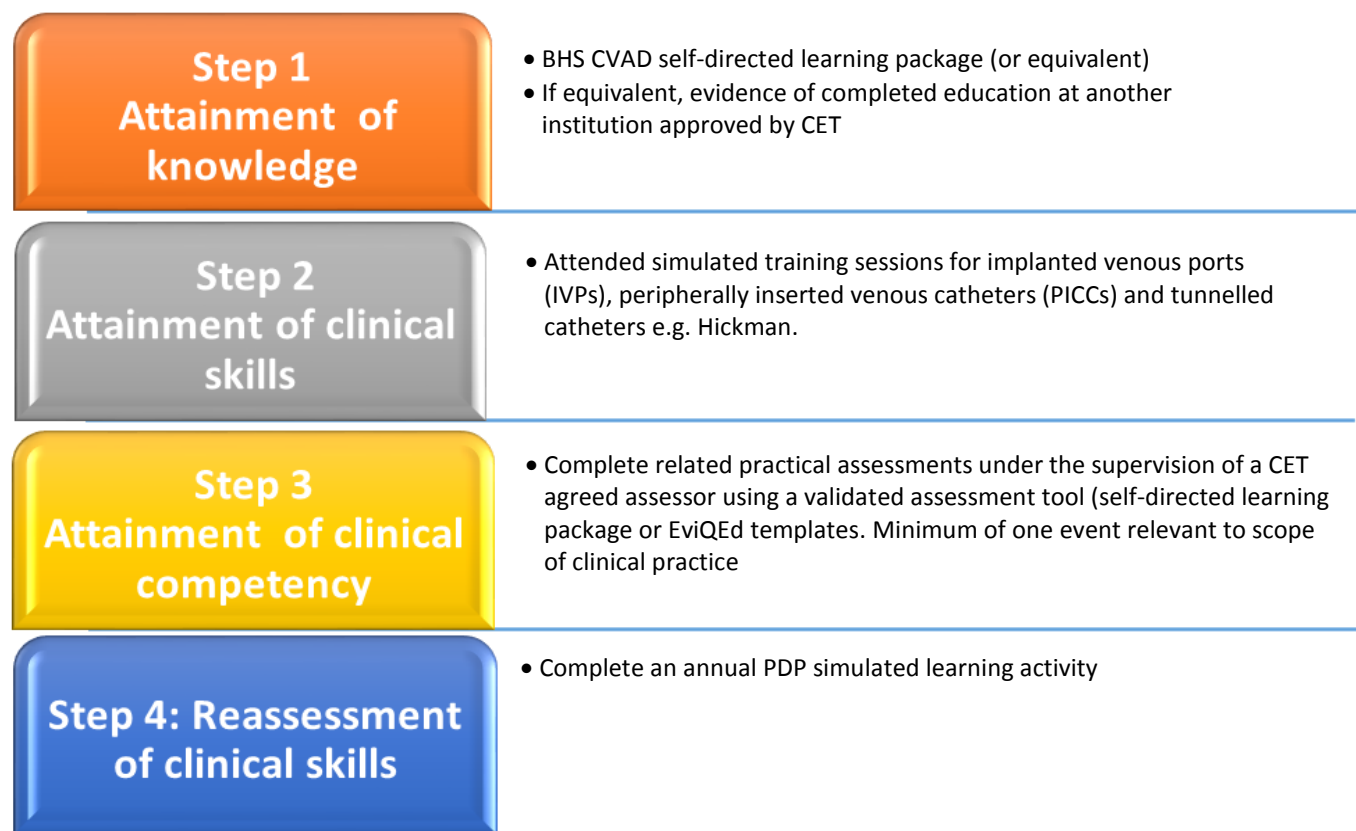 Step 1
Attainment of
knowledge
• BHS CVAD self-directed learning package (or equivalent)
• If equivalent, evidence of completed education at another
institution approved by CET
Step 2
Attainment of clinical
skills
• Attended simulated training sessions for implanted venous ports
(IVPs), peripherally inserted venous catheters (PICCs) and tunnelled
catheters e.g. Hickman.
Step 3
Attainment of clinical
competency
• Complete related practical assessments under the supervision of a CET
agreed assessor using a validated assessment tool (self-directed learning
package or EviQEd templates. Minimum of one event relevant to scope
of clinical practice
Step 4: Reassessment
of clinical skills
• Complete an annual PDP simulated learning activity